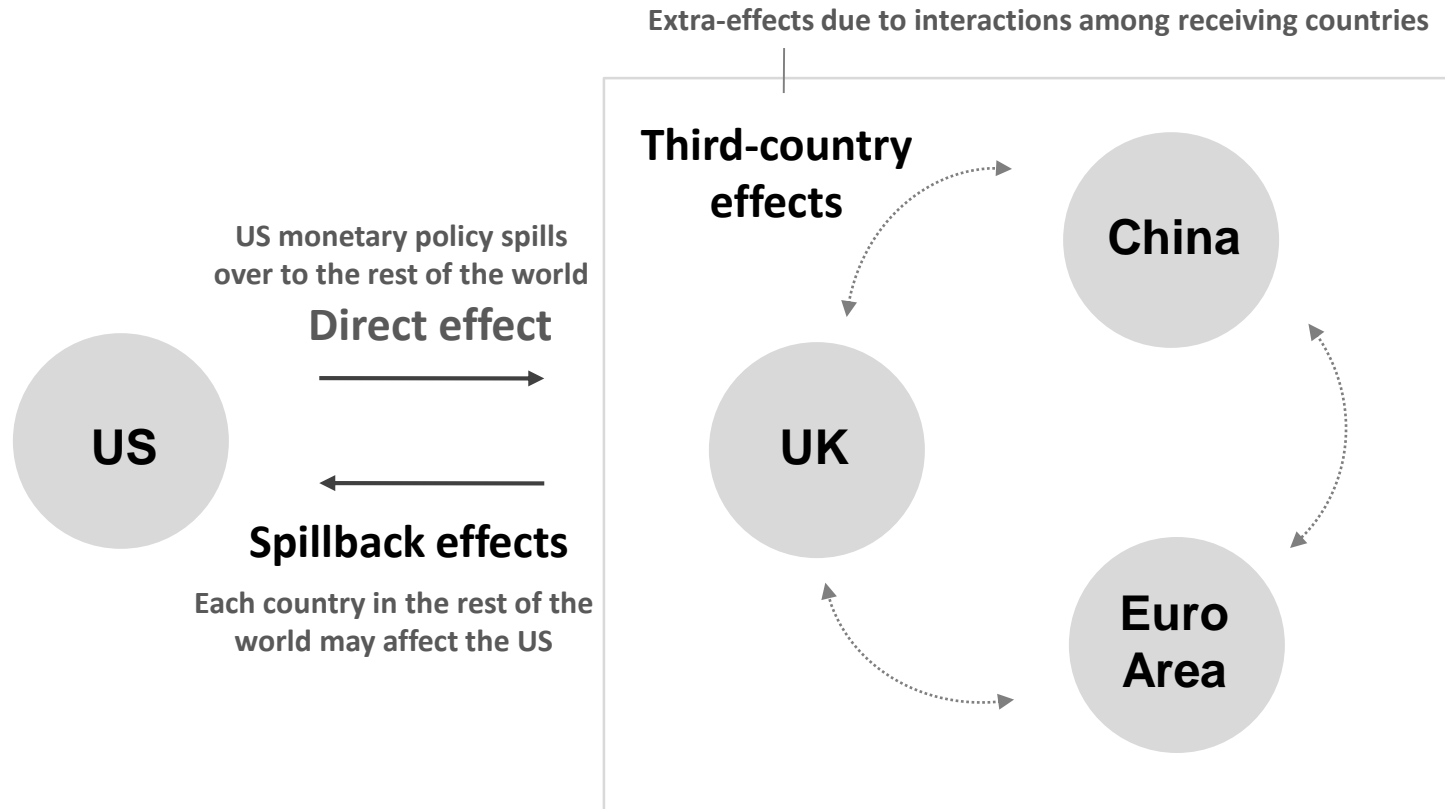 Extra-effects due to interactions among receiving countries
Third-country
effects
China
US monetary policy spills
over to the rest of the world
Direct effect
US
UK
Spillback effects
Each country in the rest of the
world may affect the US
Euro
Area